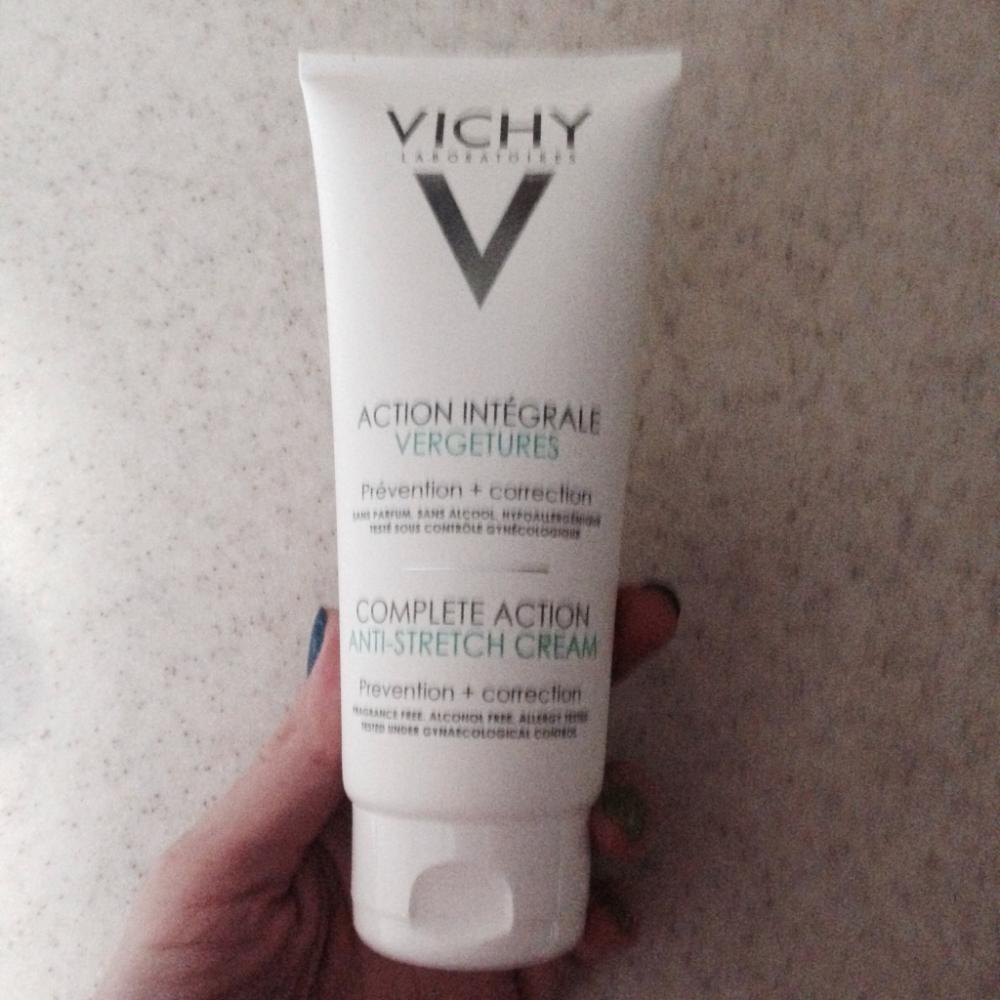 VICHY
LABORATOIRES
V
ACTION INTÉGRALE
VERGETURES
Prévention + correction
SANS PARFUM, SANS ALCOOL, HYPOALLERGÉNIQUE
TESTÉ SOUS CONTRÔLE GYNÉCOLOGIQUE
COMPLETE ACTION
ANTI-STRETCH CREAM
Prevention + correction
FRAGRANCE FREE, ALCOHOL FREE, ALLERGY TESTED
TESTED UNDER GYNAECOLOGICAL CONTROL